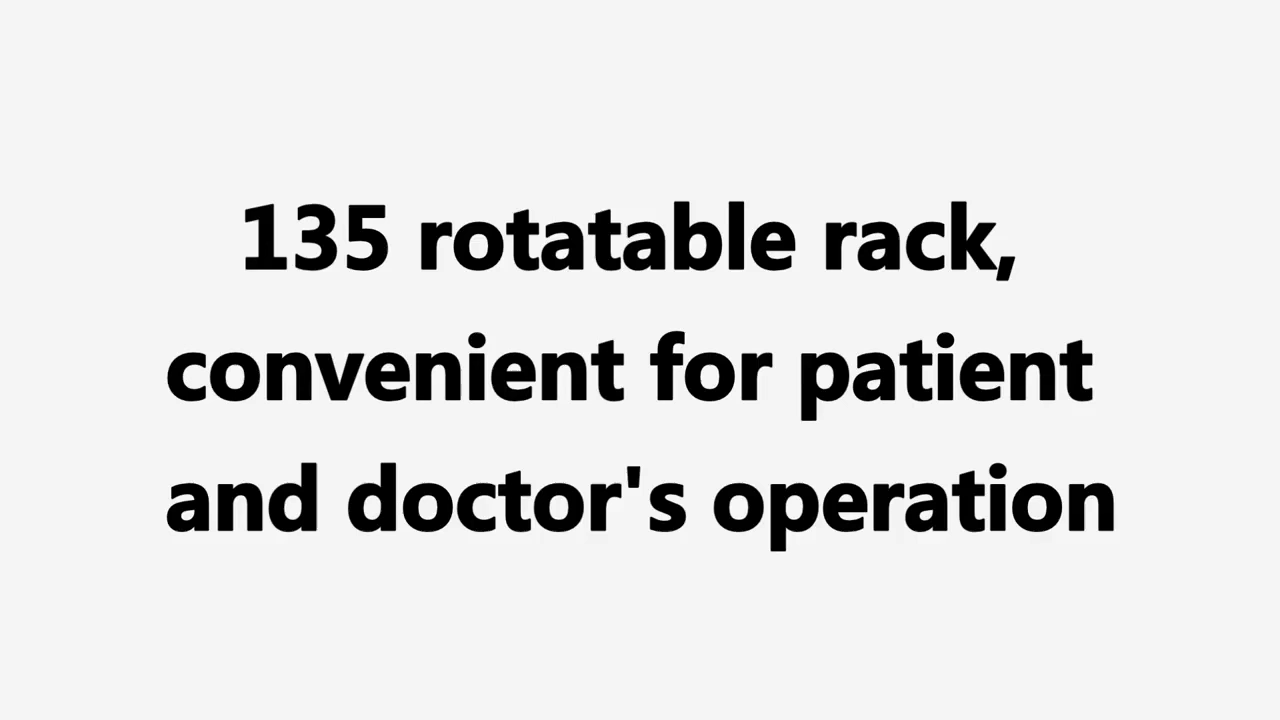 135 rotatable rack,
convenient for patient
and doctor's operation